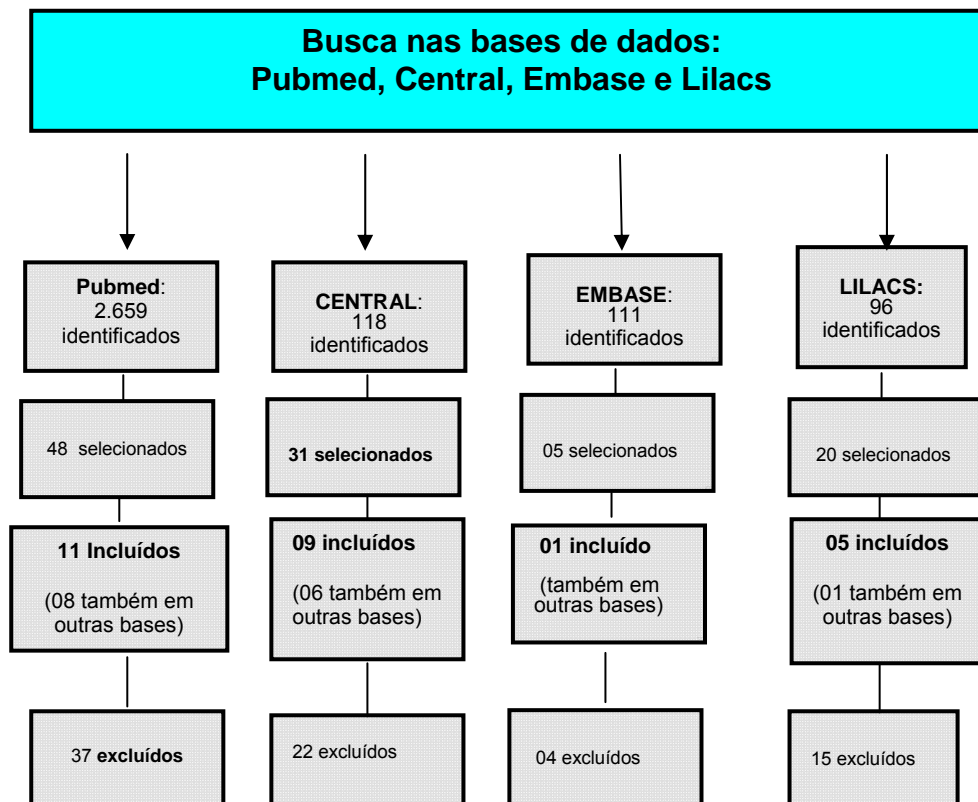 Busca nas bases de dados:
Pubmed, Central, Embase e Lilacs
Pubmed:
2.659
identificados
CENTRAL:
118
identificados
EMBASE:
111
identificados
LILACS:
96
identificados
48 selecionados
31 selecionados
05 selecionados
20 selecionados
11 Incluídos
(08 também em
outras bases)
09 incluídos
(06 também em
outras bases)
01 incluído
(também em
outras bases)
05 incluídos
(01 também em
outras bases)
37 excluídos
22 excluídos
04 excluídos
15 excluídos